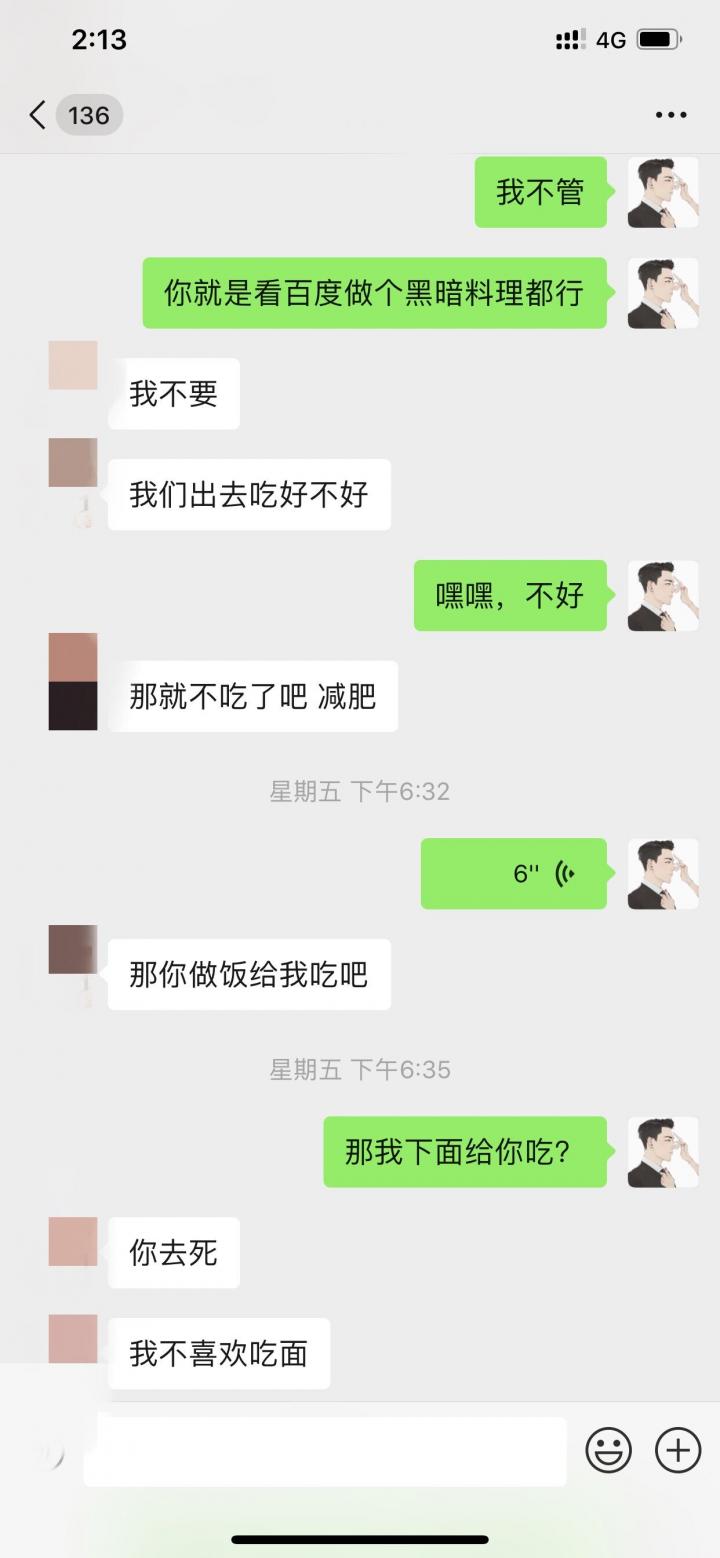 2:13
4G
136
我不管
你就是看百度做个黑暗料理都行
我不要
我们出去吃好不好
嘿嘿，不好
那就不吃了吧 减肥
星期五 下午6:32
6''
那你做饭给我吃吧
星期五 下午6:35
那我下面给你吃?
你去死
我不喜欢吃面